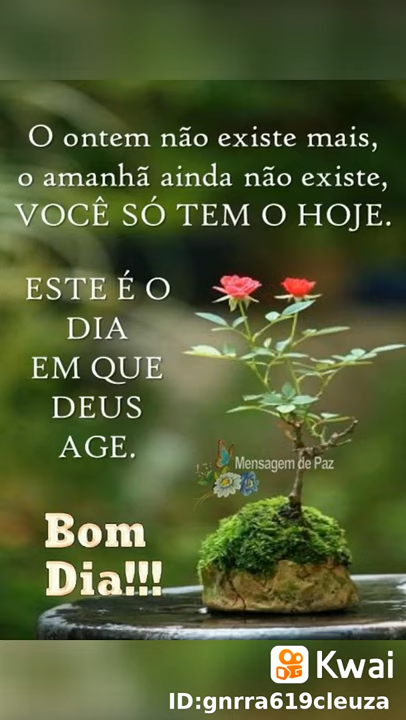 O ontem não existe mais,
o amanhã ainda não existe,
VOCÊ SÓ TEM O HOJE.
ESTE É O
DIA
EM QUE
DEUS
AGE.
Mensagem de Paz
Bom
Dia!!!
Kwai
ID:gnrra619cleuza